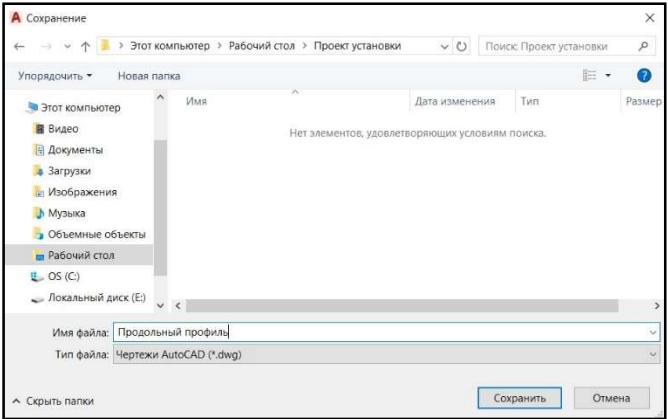 A Сохранение
Этот компьютер > Рабочий стол > Проект установки
Поиск: Проект установки
Упорядочить
Новая папка
Этот компьютер
Видео
Документы
Загрузки
Изображения
Музыка
Объемные объекты
Рабочий стол
OS (C:)
Локальный диск (E:)
Имя
Дата изменения
Тип
Размер
Нет элементов, удовлетворяющих условиям поиска.
Имя файла: Продольный профиль
Тип файла: Чертежи AutoCAD (*.dwg)
Скрыть папки
Сохранить
Отмена